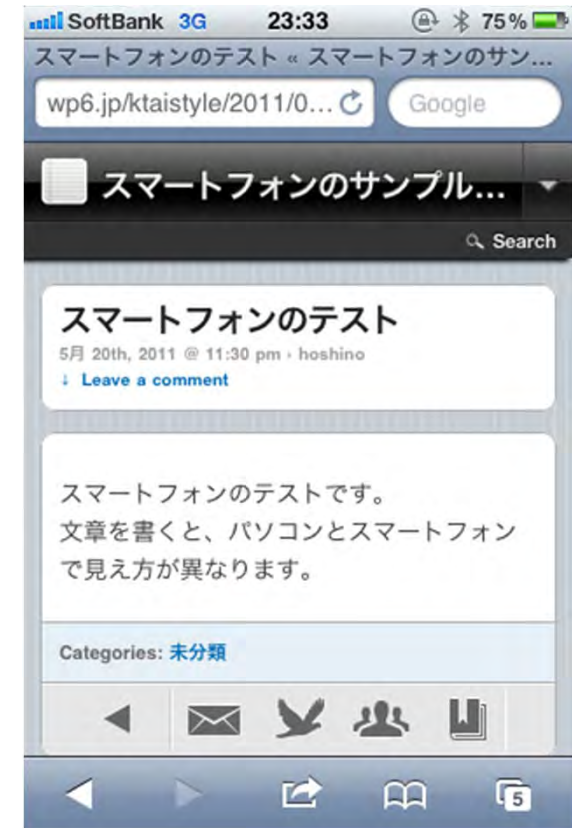 SoftBank 3G 23:33 75%
スマートフォンのテスト « スマートフォンのサン...
wp6.jp/ktaistyle/2011/0... Google
スマートフォンのサンプル...
Search
スマートフォンのテスト
5月 20th, 2011 @ 11:30 pm › hoshino
↓ Leave a comment
スマートフォンのテストです。
文章を書くと、パソコンとスマートフォン
で見え方が異なります。
Categories: 未分類
5